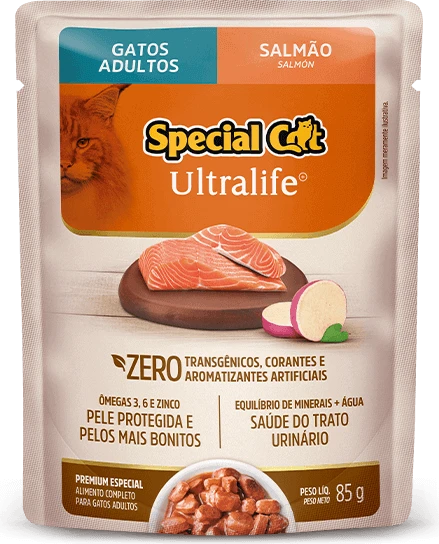 GATOS
ADULTOS
SALMÃO
SALMÓN
Imagem meramente ilustrativa.
Special Cat
Ultralife
ZERO TRANSGÊNICOS, CORANTES E
AROMATIZANTES ARTIFICIAIS
ÔMEGAS 3, 6 E ZINCO
PELE PROTEGIDA E
PELOS MAIS BONITOS
EQUILÍBRIO DE MINERAIS + ÁGUA
SAÚDE DO TRATO
URINÁRIO
PREMIUM ESPECIAL
ALIMENTO COMPLETO
PARA GATOS ADULTOS
PESO LÍQ.
PESO NETO
85 g